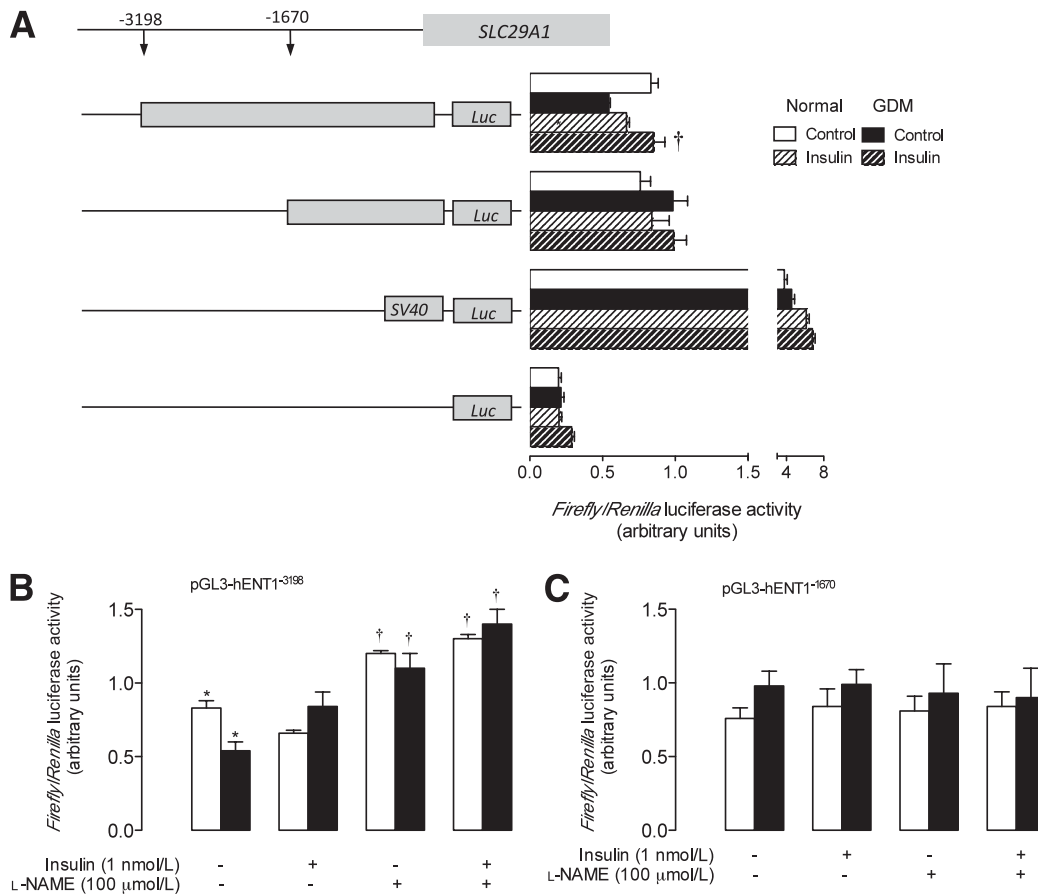 A
-3198
-1670
SLC29A1
Luc
*
†
Normal GDM
Control Control
Insulin Insulin
Luc
SV40
Luc
Luc
0.0 0.5 1.0 1.5 4 8
Firefly/Renilla luciferase activity
(arbitrary units)
B
pGL3-hENT1-3198
Firefly/Renilla luciferase activity
(arbitrary units)
1.5
1.0
0.5
0.0
* * † † † †
Insulin (1 nmol/L) - + - +
L-NAME (100 μmol/L) - - + +
C
pGL3-hENT1-1670
Firefly/Renilla luciferase activity
(arbitrary units)
1.5
1.0
0.5
0.0
Insulin (1 nmol/L) - + - +
L-NAME (100 μmol/L) - - + +